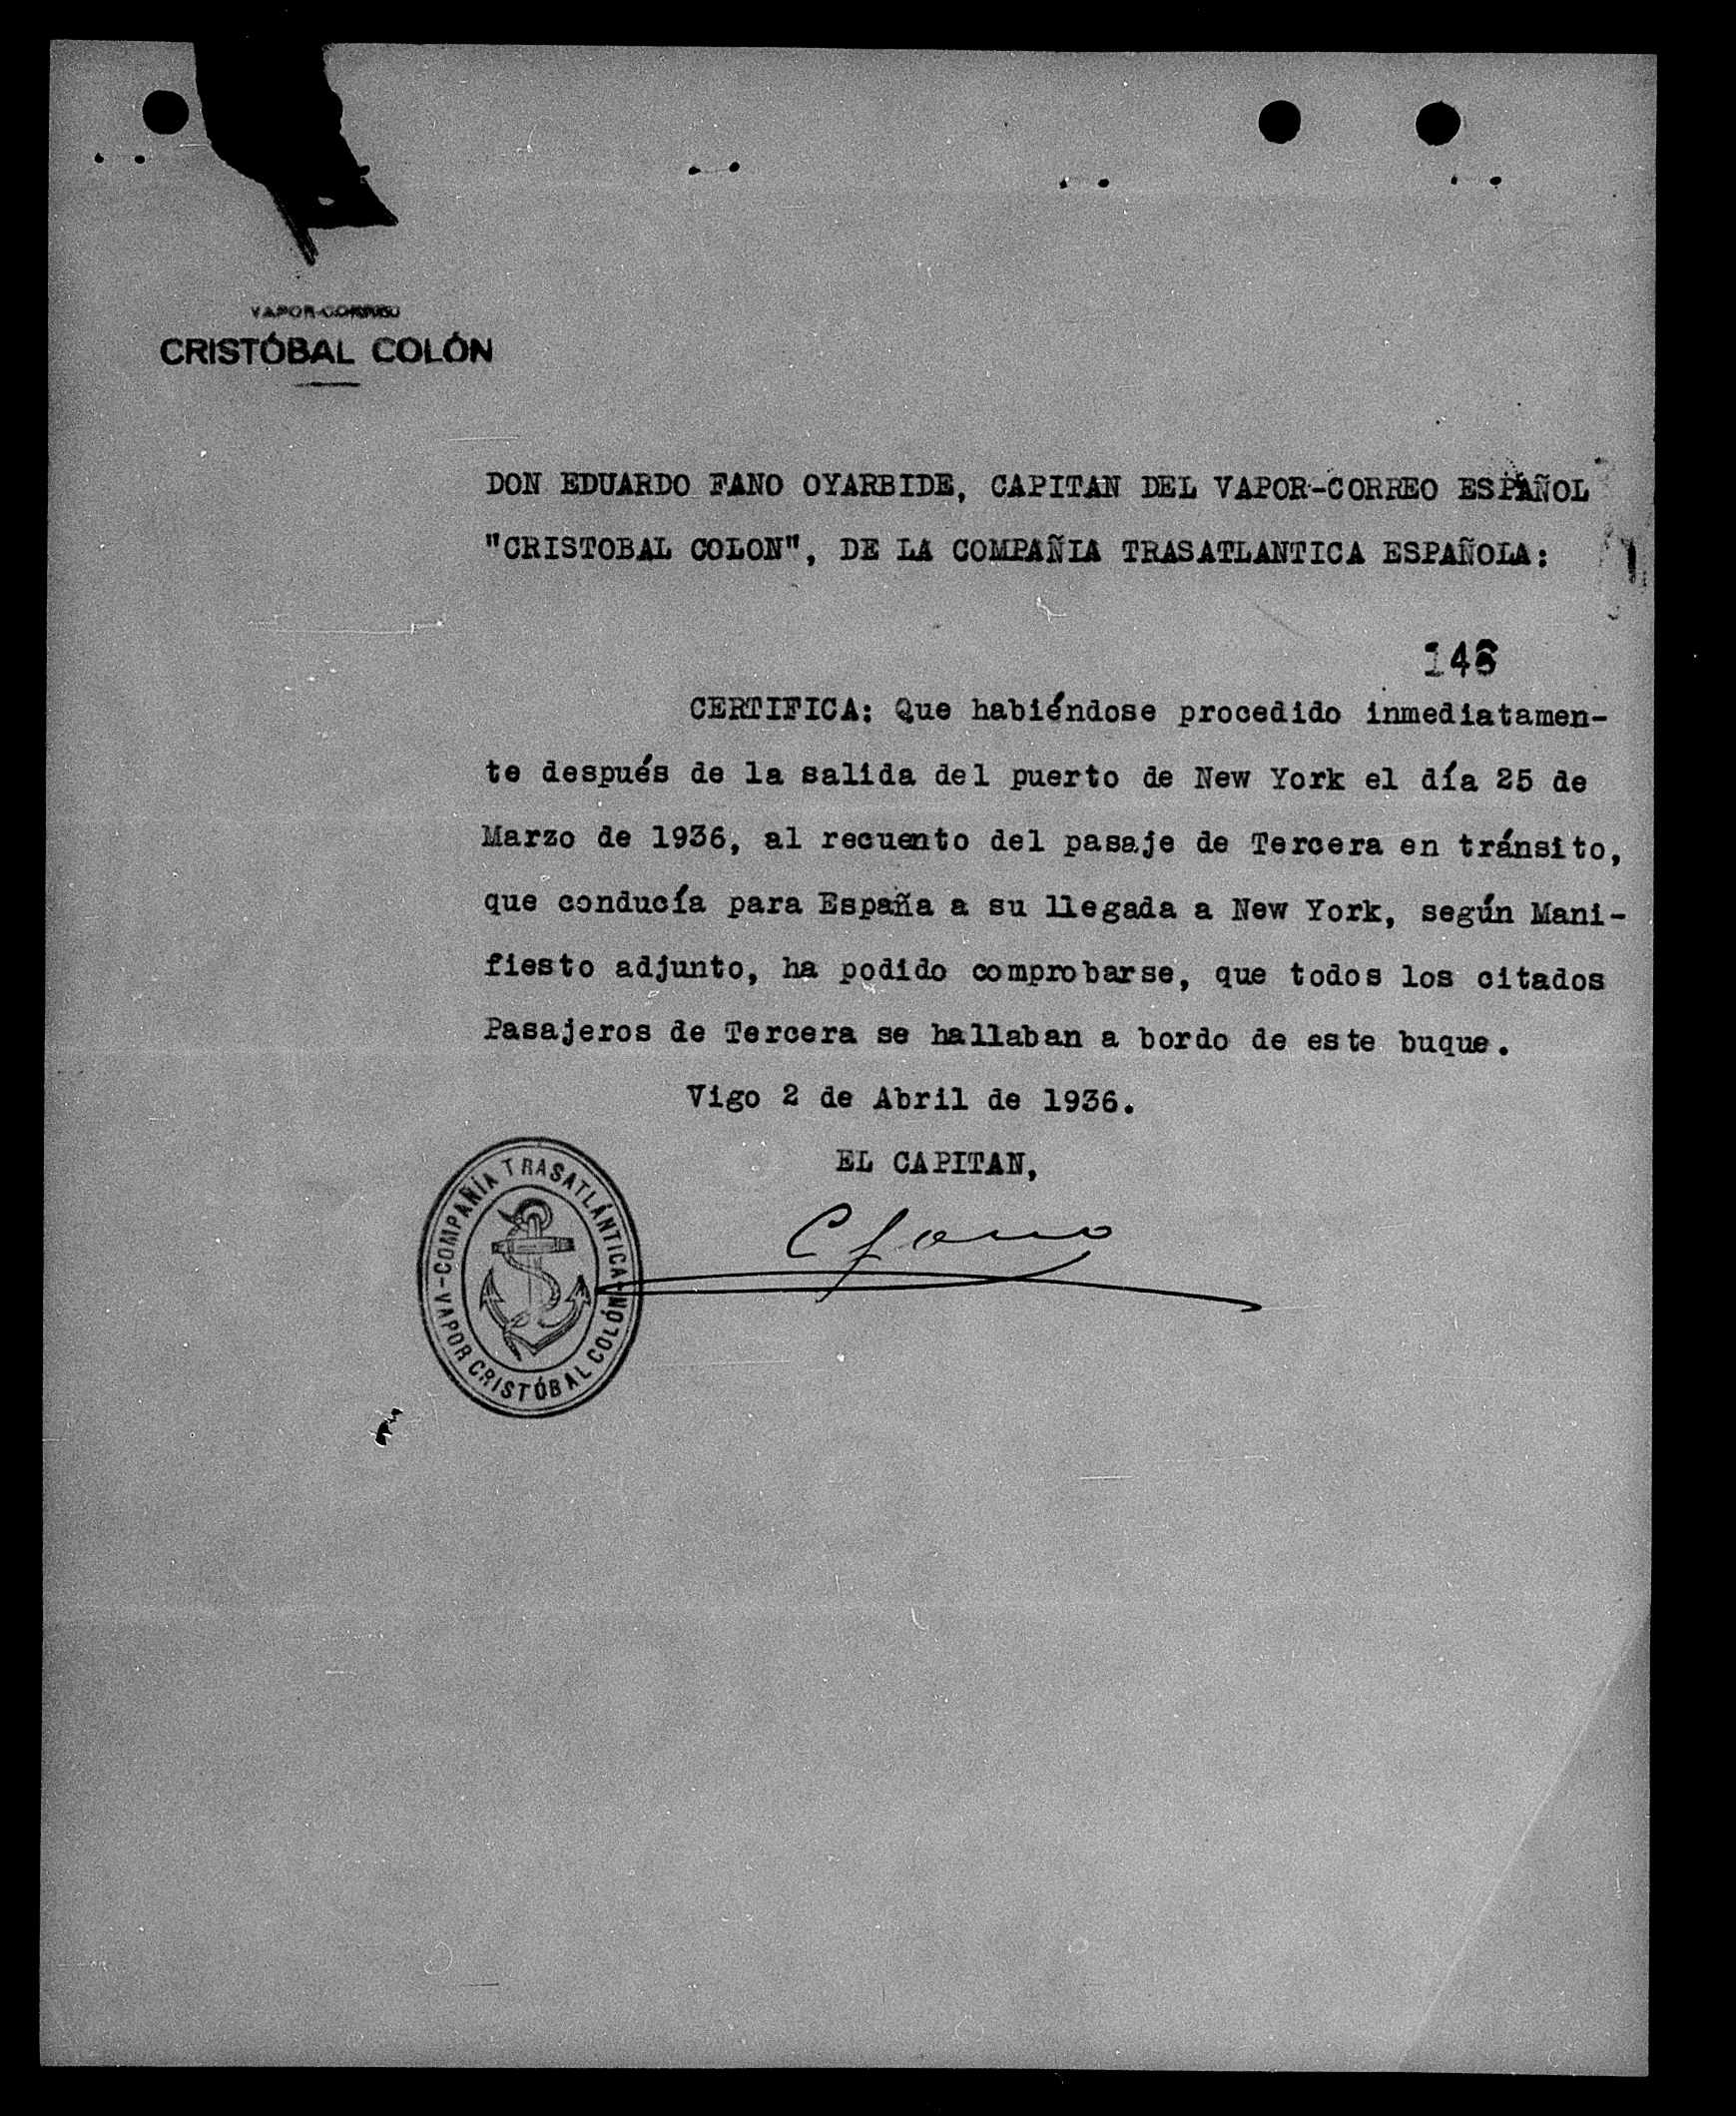 VAPOR-CORREO
CRISTÓBAL COLÓN
DON EDUARDO FANO OYARBIDE, CAPITAN DEL VAPOR-CORREO ESPAÑOL
"CRISTOBAL COLON", DE LA COMPAÑIA TRASATLANTICA ESPAÑOLA:
146
CERTIFICA: Que habiéndose procedido inmediatamen-
te después de la salida del puerto de New York el día 25 de
Marzo de 1936, al recuento del pasaje de Tercera en tránsito,
que conducía para España a su llegada a New York, según Mani-
fiesto adjunto, ha podido comprobarse, que todos los citados
Pasajeros de Tercera se hallaban a bordo de este buque.
Vigo 2 de Abril de 1936.
EL CAPITAN,
COMPAÑÍA TRASATLÁNTICA
VAPOR CRISTÓBAL COLÓN